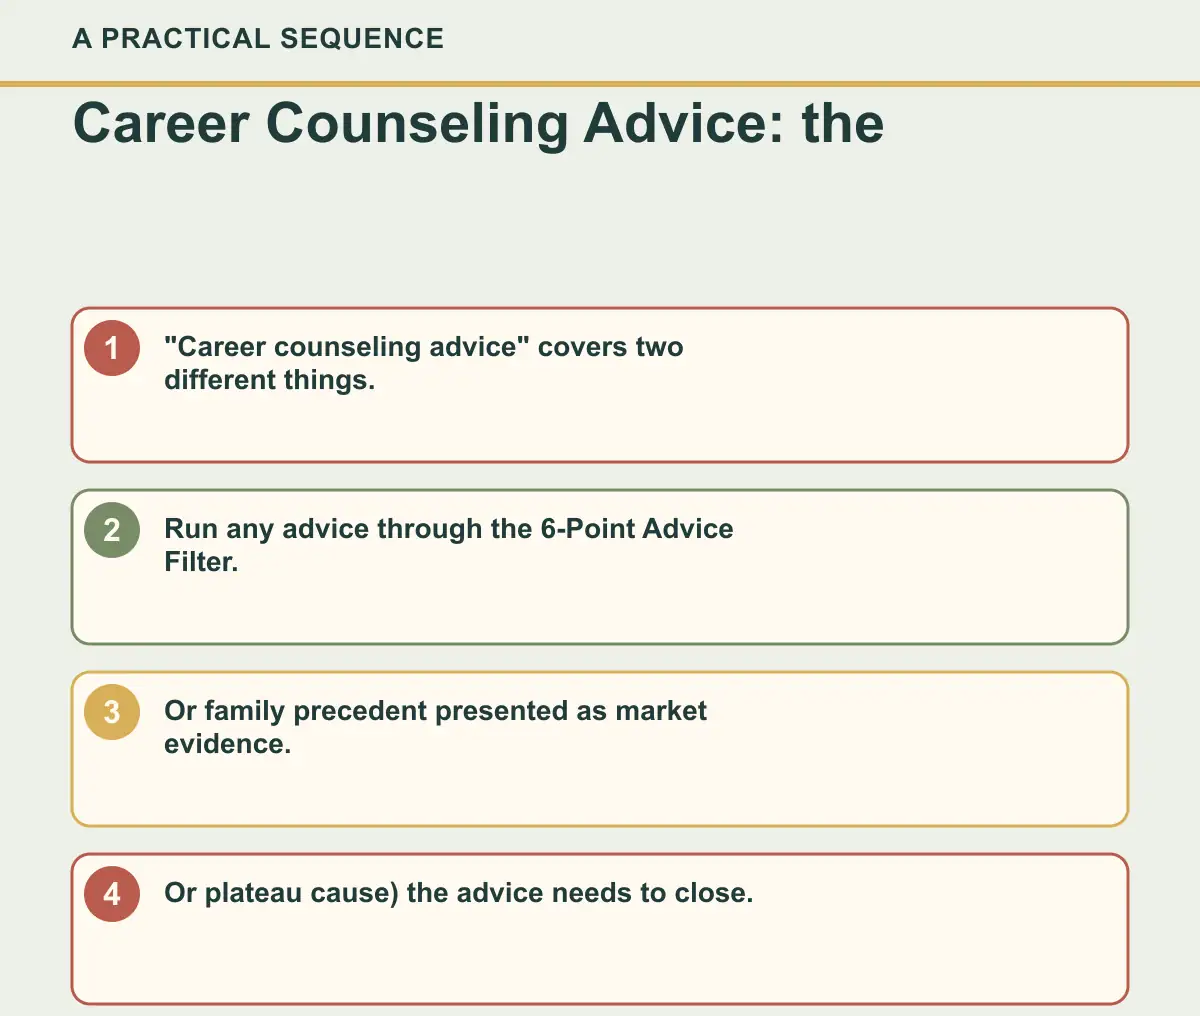 A PRACTICAL SEQUENCE
Career Counseling Advice: the
1
"Career counseling advice" covers two
different things.
2
Run any advice through the 6-Point Advice
Filter.
3
Or family precedent presented as market
evidence.
4
Or plateau cause) the advice needs to close.